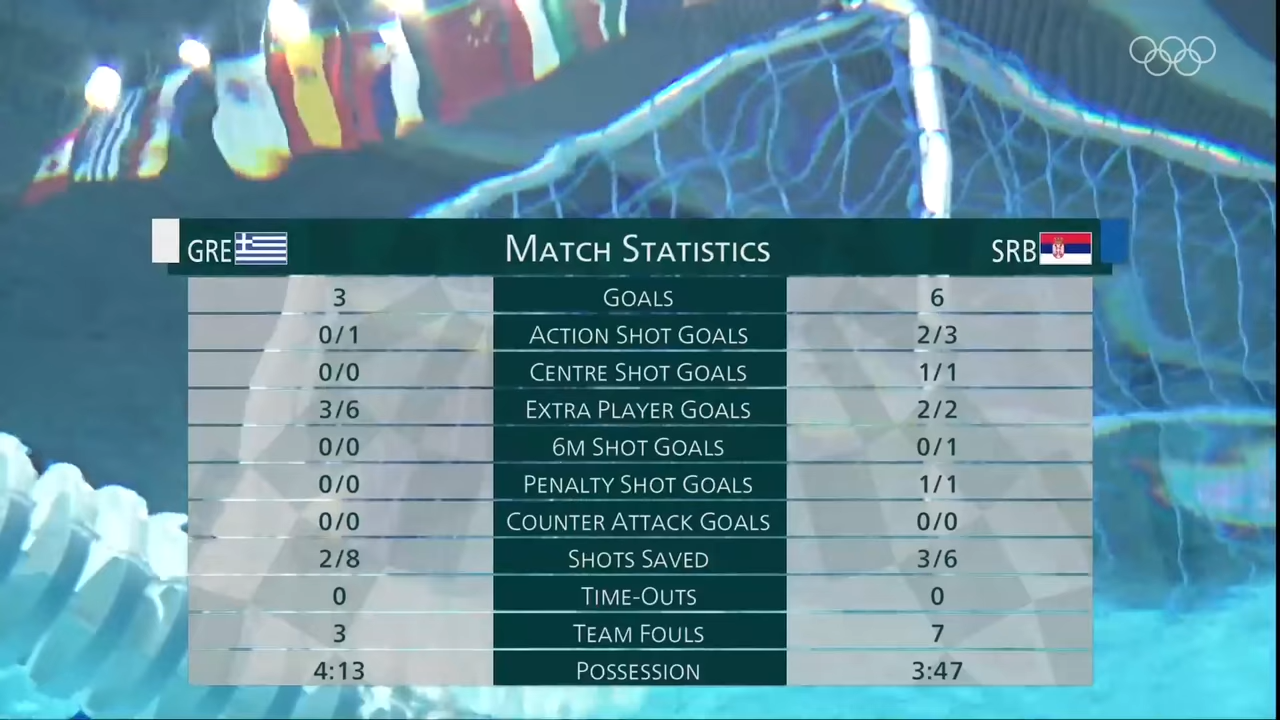 GRE MATCH STATISTICS SRB
3 GOALS 6
0/1 ACTION SHOT GOALS 2/3
0/0 CENTRE SHOT GOALS 1/1
3/6 EXTRA PLAYER GOALS 2/2
0/0 6M SHOT GOALS 0/1
0/0 PENALTY SHOT GOALS 1/1
0/0 COUNTER ATTACK GOALS 0/0
2/8 SHOTS SAVED 3/6
0 TIME-OUTS 0
3 TEAM FOULS 7
4:13 POSSESSION 3:47